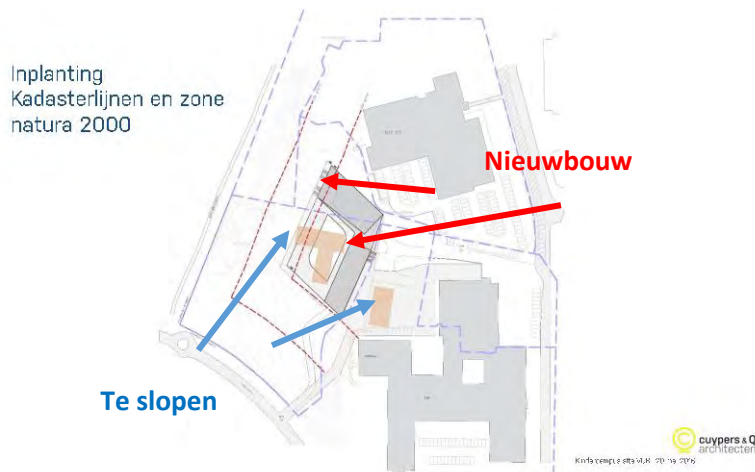 Inplanting
Kadasterlijnen en zone
natura 2000
Nieuwbouw
Te slopen
cuypers & Q
architecten